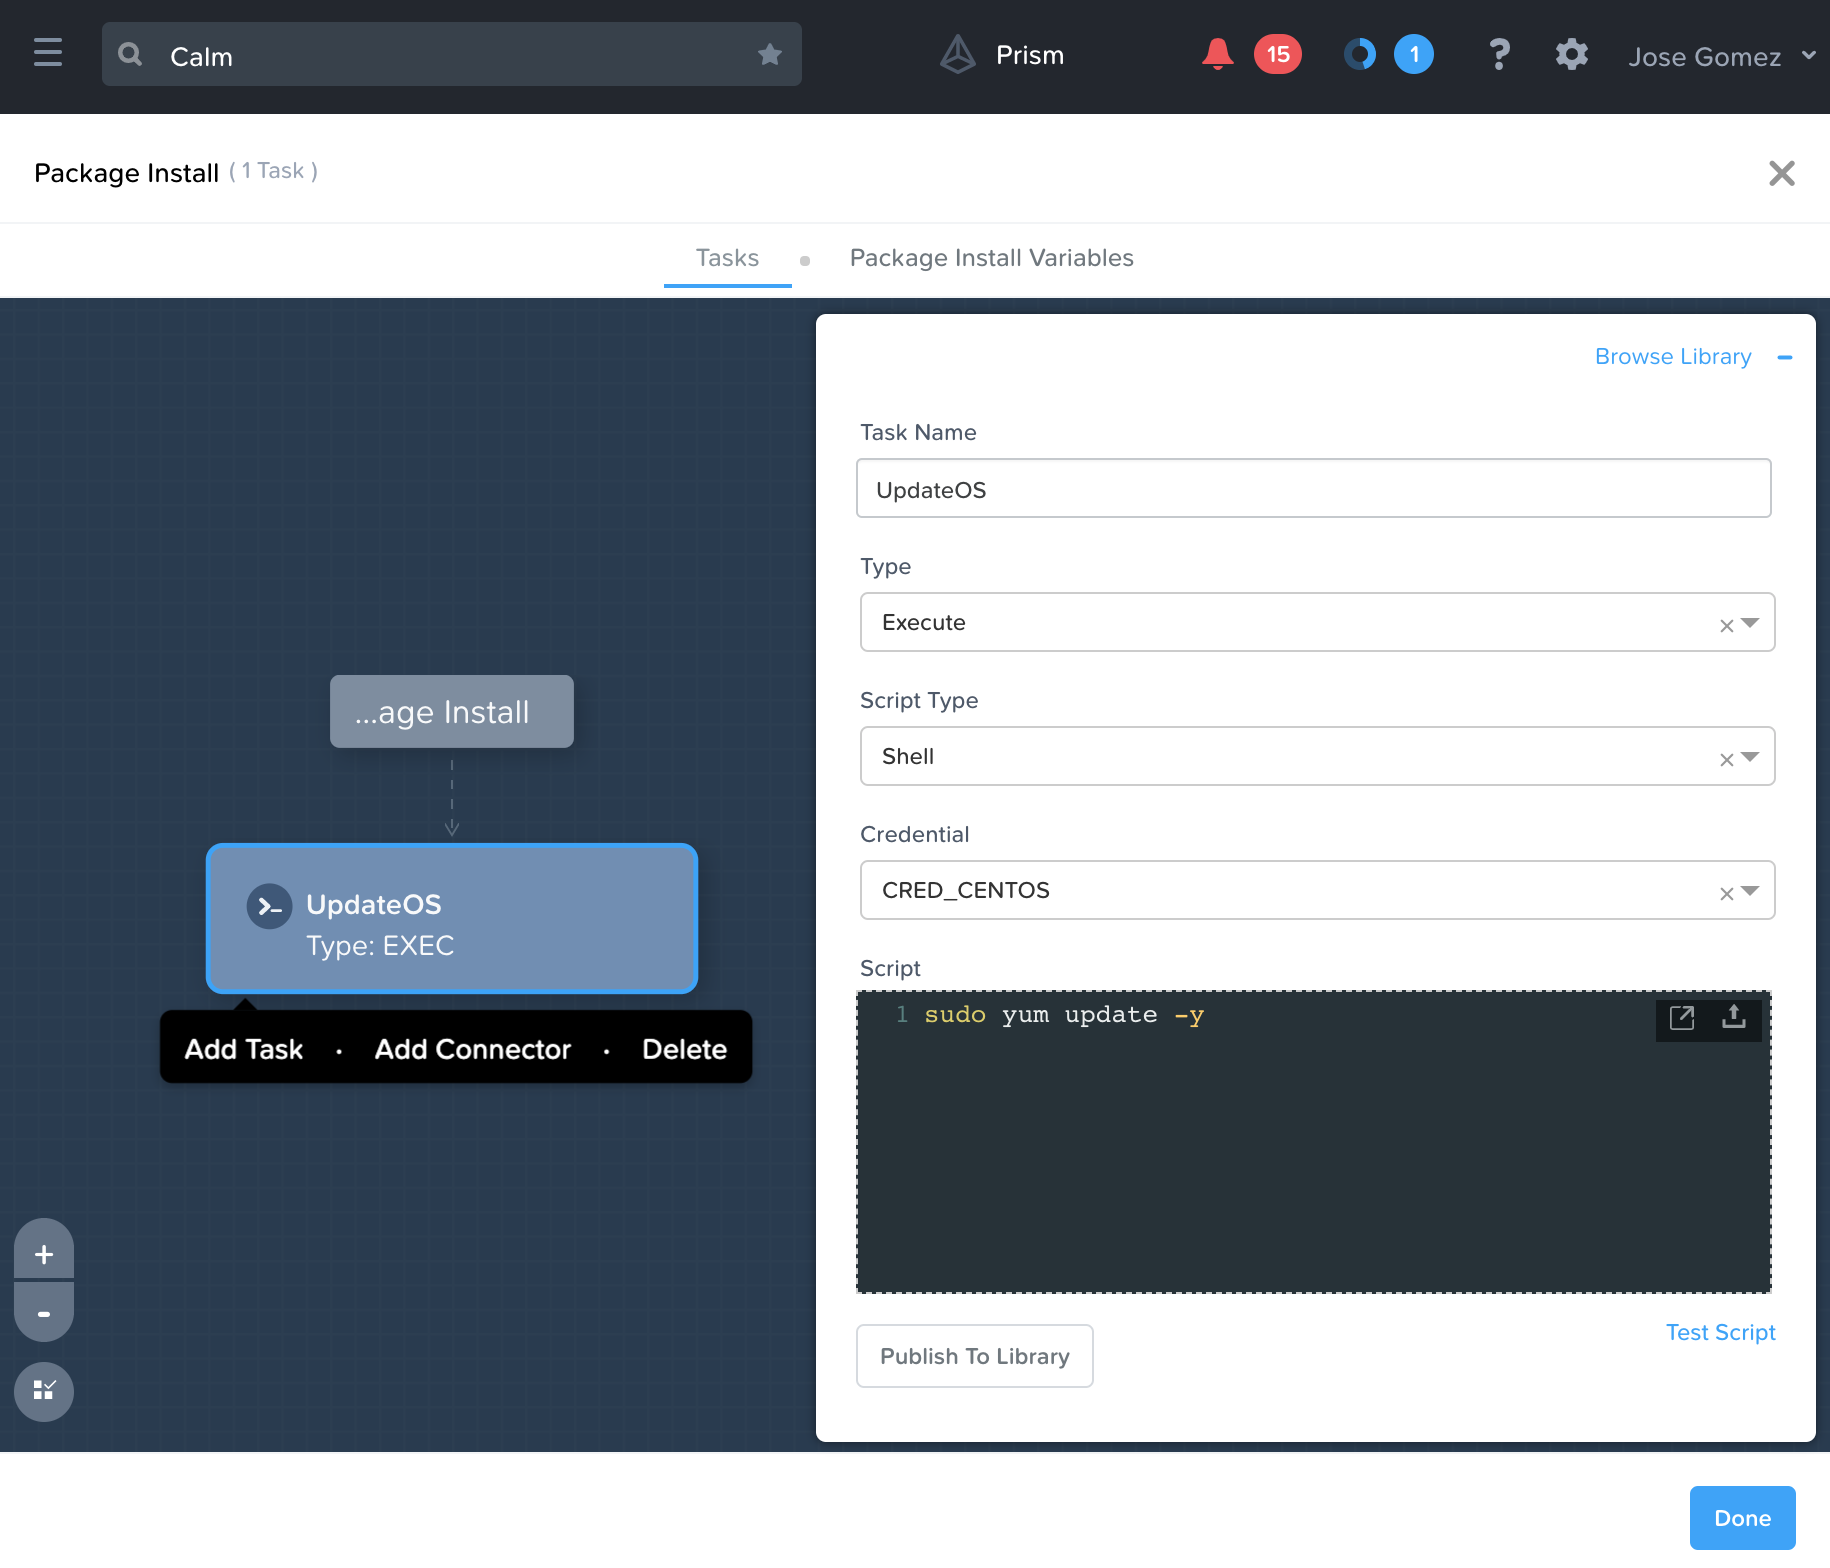 Calm
Prism
15
1
?
Jose Gomez
Package Install ( 1 Task )
Tasks
Package Install Variables
Browse Library
Task Name
UpdateOS
Type
Execute
Script Type
Shell
Credential
CRED_CENTOS
Script
1 sudo yum update -y
Publish To Library
Test Script
...age Install
UpdateOS
Type: EXEC
Add Task · Add Connector · Delete
+
-
Done